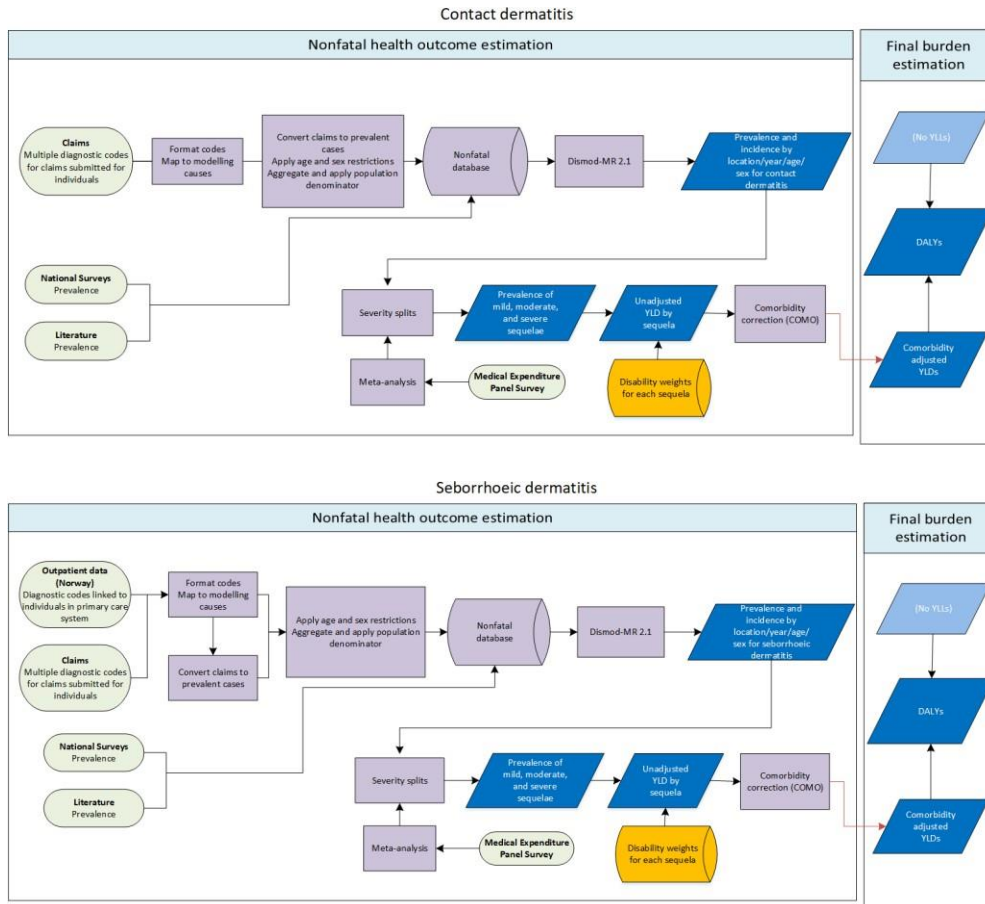 Contact dermatitis
Nonfatal health outcome estimation
Final burden
estimation
Claims
Multiple diagnostic codes
for claims submitted for
individuals
Format codes
Map to modelling
causes
Convert claims to prevalent
cases
Apply age and sex restrictions
Aggregate and apply population
denominator
Nonfatal
database
Dismod-MR 2.1
Prevalence and
incidence by
location/year/age/
sex for contact
dermatitis
(No YLLs)
DALYs
National Surveys
Prevalence
Literature
Prevalence
Severity splits
Prevalence of
mild, moderate,
and severe
sequelae
Unadjusted
YLD by
sequela
Comorbidity
correction (COMO)
Comorbidity
adjusted
YLDs
Meta-analysis
Medical Expenditure
Panel Survey
Disability weights
for each sequela
Seborrhoeic dermatitis
Nonfatal health outcome estimation
Final burden
estimation
Outpatient data
(Norway)
Diagnostic codes linked to
individuals in primary care
system
Format codes
Map to modelling
causes
Claims
Multiple diagnostic codes
for claims submitted for
individuals
Convert claims to
prevalent cases
Apply age and sex restrictions
Aggregate and apply population
denominator
Nonfatal
database
Dismod-MR 2.1
Prevalence and
incidence by
location/year/age/
sex for seborrhoeic
dermatitis
(No YLLs)
DALYs
National Surveys
Prevalence
Literature
Prevalence
Severity splits
Prevalence of
mild, moderate,
and severe
sequelae
Unadjusted
YLD by
sequela
Comorbidity
correction (COMO)
Comorbidity
adjusted
YLDs
Meta-analysis
Medical Expenditure
Panel Survey
Disability weights
for each sequela